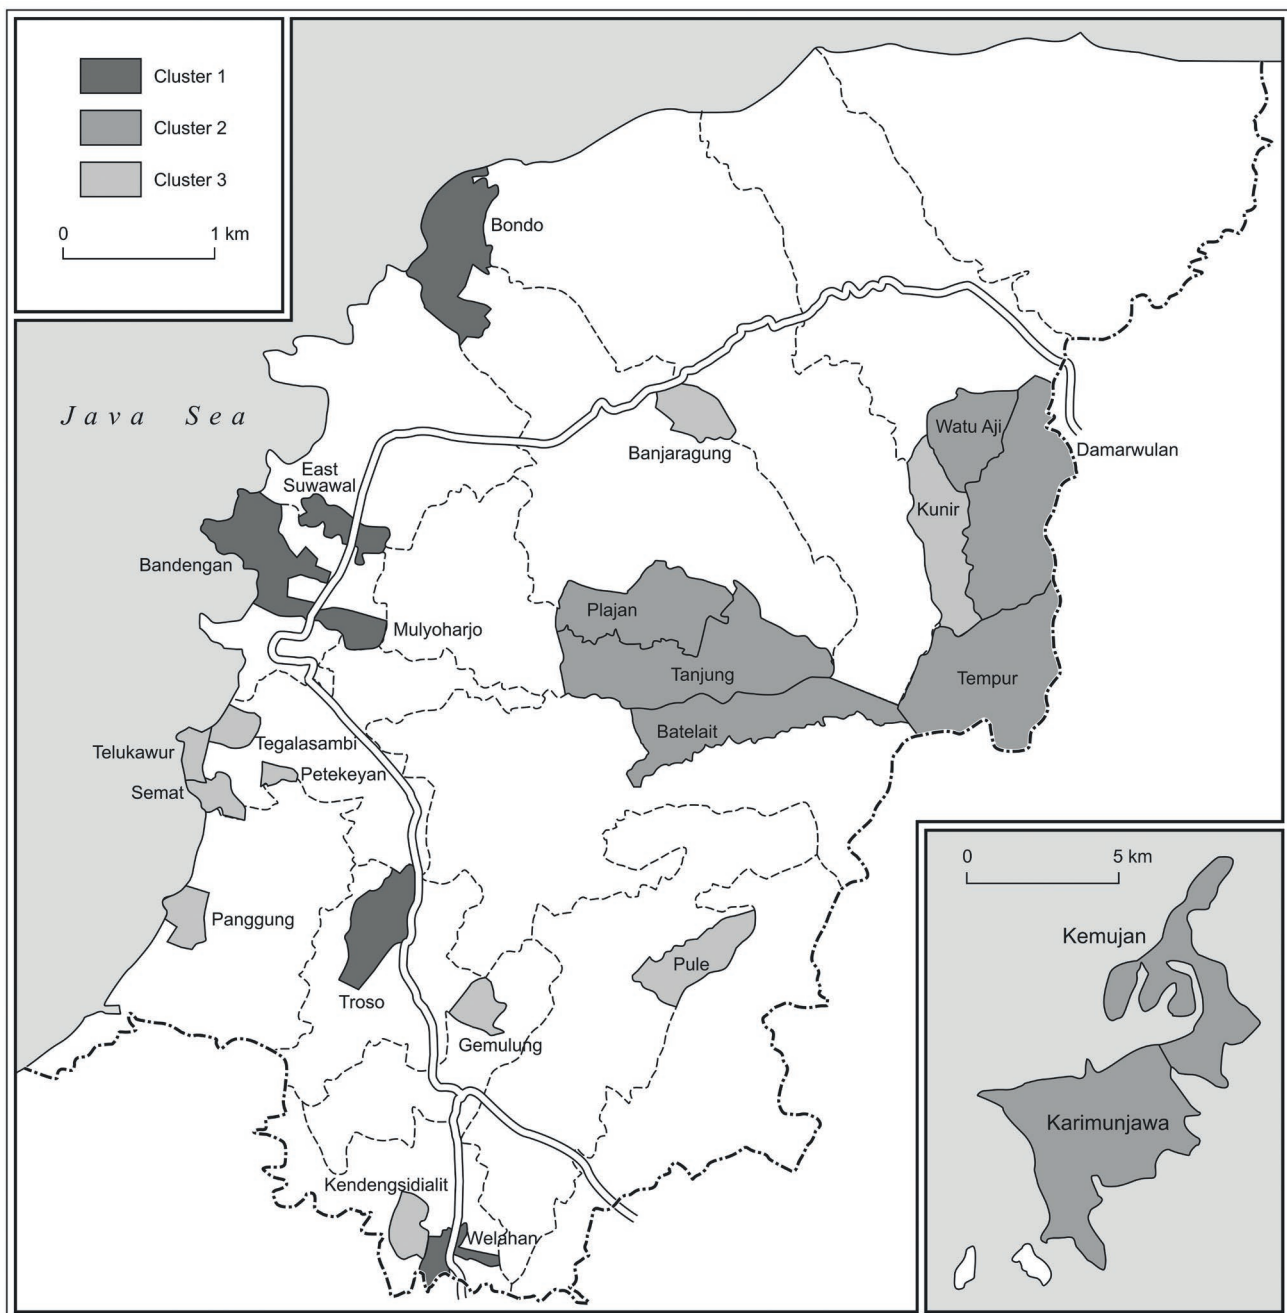 Cluster 1
Cluster 2
Cluster 3
0 1 km
Bondo
Java Sea
Watu Aji
Banjaragung
Damarwulan
East
Suwawal
Kunir
Bandengan
Plajan
Mulyoharjo
Tanjung
Tempur
Batelait
Tegalasambi
Telukawur
Petekeyan
Semat
0 5 km
Panggung
Kemujan
Pule
Troso
Gemulung
Karimunjawa
Kendengsidialit
Welahan